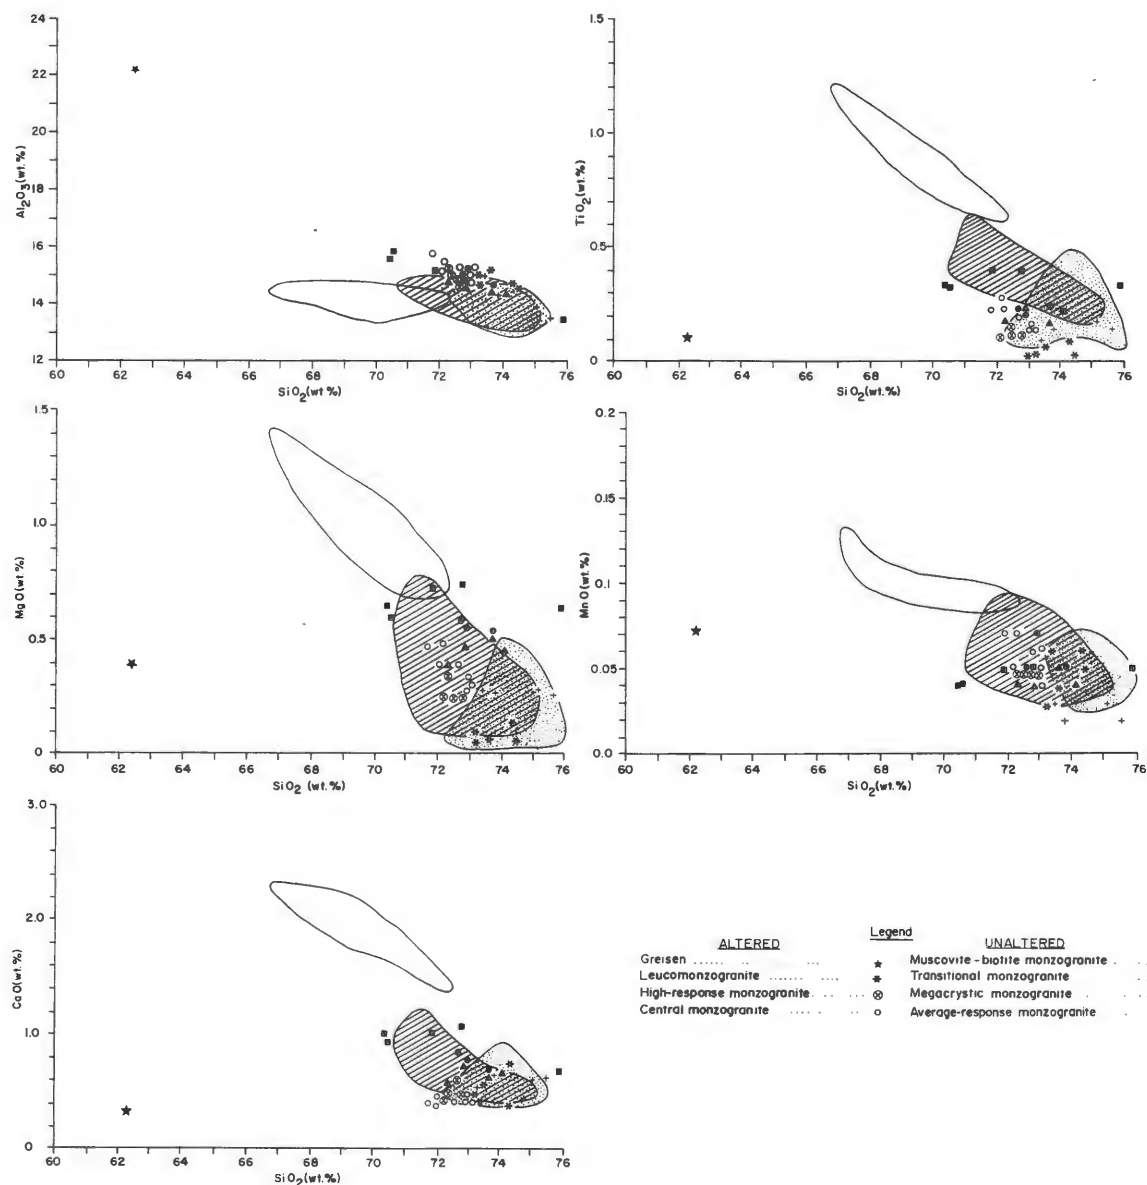 24
22
20
18
16
14
12
Al2O3(wt.%)
60 62 64 66 68 70 72 74 76
SiO2(wt%)
1.5
1.0
0.5
0
TiO2(wt.%)
60 62 64 66 68 70 72 74 76
SiO2(wt.%)
1.5
1.0
0.5
0
MgO(wt.%)
60 62 64 66 68 70 72 74 76
SiO2 (wt.%)
0.2
0.15
0.1
0.05
0.0
MnO(wt.%)
60 62 64 66 68 70 72 74 76
SiO2(wt.%)
3.0
2.0
1.0
0
CaO(wt.%)
60 62 64 66 68 70 72 74 76
SiO2(wt.%)
Legend
ALTERED UNALTERED
Greisen Muscovite-biotite monzogranite
Leucomonzogranite Transitional monzogranite
High-response monzogranite Megacrystic monzogranite
Central monzogranite Average-response monzogranite